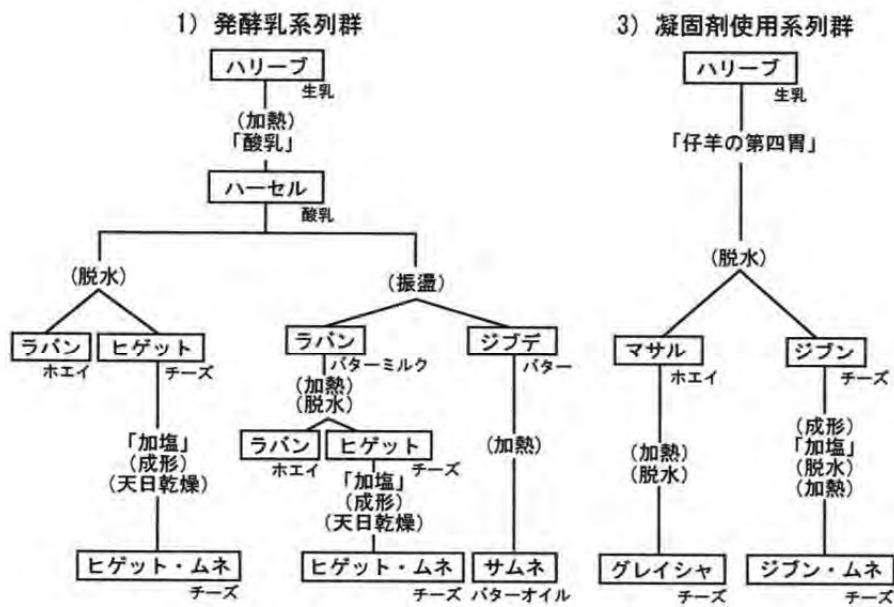 1) 発酵乳系列群
ハリーブ
生乳
(加熱)
「酸乳」
ハーセル
酸乳
(脱水)
(振盪)
ラバン
ホエイ
ヒゲット
チーズ
ラバン
バターミルク
ジブデ
バター
「加塩」
(成形)
(天日乾燥)
(加熱)
(脱水)
ラバン
ホエイ
ヒゲット
チーズ
「加塩」
(成形)
(天日乾燥)
(加熱)
ヒゲット・ムネ
チーズ
ヒゲット・ムネ
チーズ
サムネ
バターオイル
3) 凝固剤使用系列群
ハリーブ
生乳
「仔羊の第四胃」
(脱水)
マサル
ホエイ
ジブン
チーズ
(加熱)
(脱水)
(成形)
「加塩」
(脱水)
(加熱)
グレイシャ
チーズ
ジブン・ムネ
チーズ